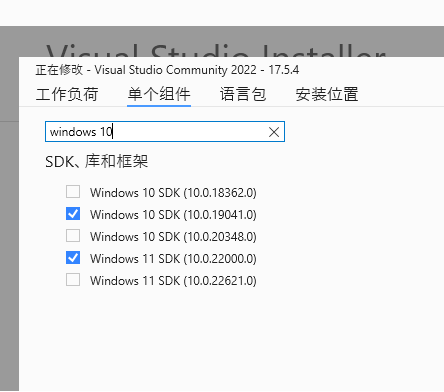 Visual Studio Installer
正在修改 - Visual Studio Community 2022 - 17.5.4
工作负荷 单个组件 语言包 安装位置
windows 10
SDK、库和框架
Windows 10 SDK (10.0.18362.0)
Windows 10 SDK (10.0.19041.0)
Windows 10 SDK (10.0.20348.0)
Windows 11 SDK (10.0.22000.0)
Windows 11 SDK (10.0.22621.0)